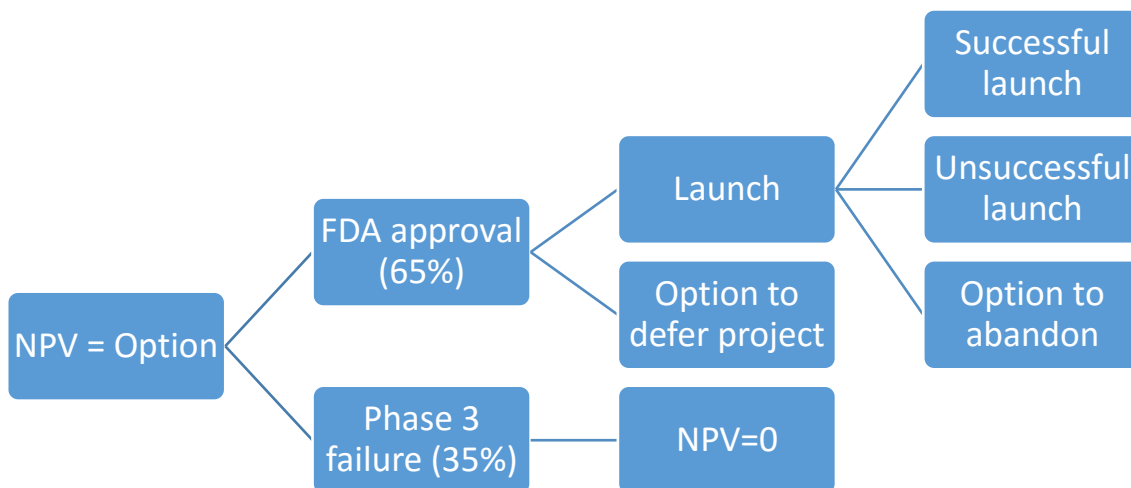 NPV = Option
FDA approval
(65%)
Phase 3
failure (35%)
Launch
Option to
defer project
NPV=0
Successful
launch
Unsuccessful
launch
Option to
abandon